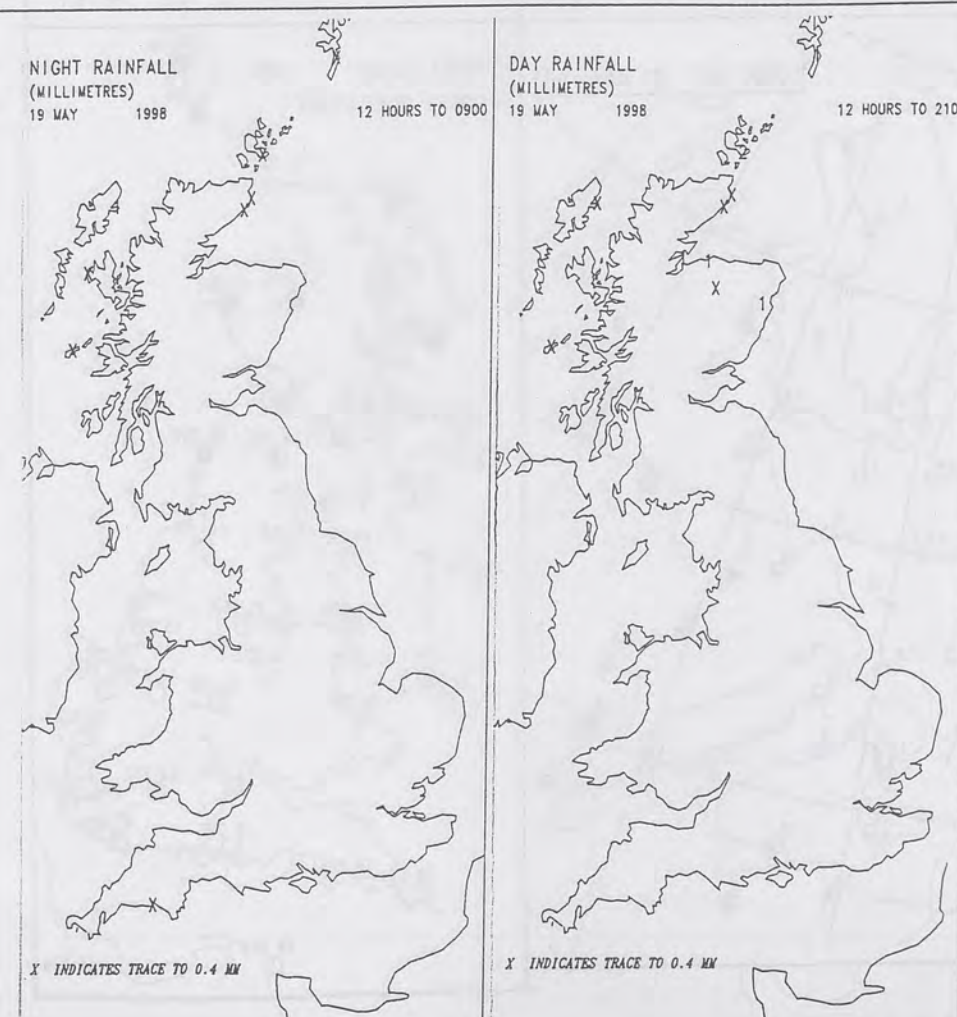 NIGHT RAINFALL
(MILLIMETRES)
19 MAY 1998 12 HOURS TO 0900
X INDICATES TRACE TO 0.4 MM
DAY RAINFALL
(MILLIMETRES)
19 MAY 1998 12 HOURS TO 210
X
1
X INDICATES TRACE TO 0.4 MM